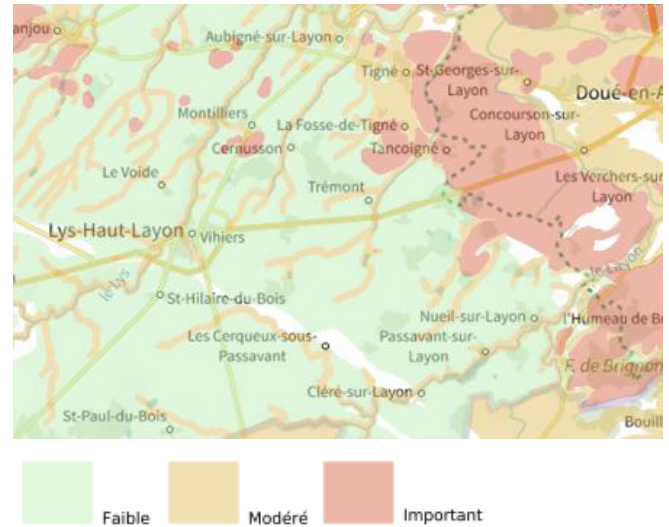 anjou
Aubigné-sur-Layon
Tigné
St-Georges-sur-
Layon
Doué-en-A
Montilliers
La Fosse-de-Tigné
Concourson-sur-
Layon
Cernusson
Tancoigné
Le Voide
Trémont
Les Verchers-sur
Layon
Lys-Haut-Layon
Vihiers
le Layon
le Lys
St-Hilaire-du-Bois
Nueil-sur-Layon
l'Humeau de B
Les Cerqueux-sous-
Passavant
Passavant-sur-
Layon
F. de Brignon
Cléré-sur-Layon
St-Paul-du-Bois
Bouill
Faible
Modéré
Important